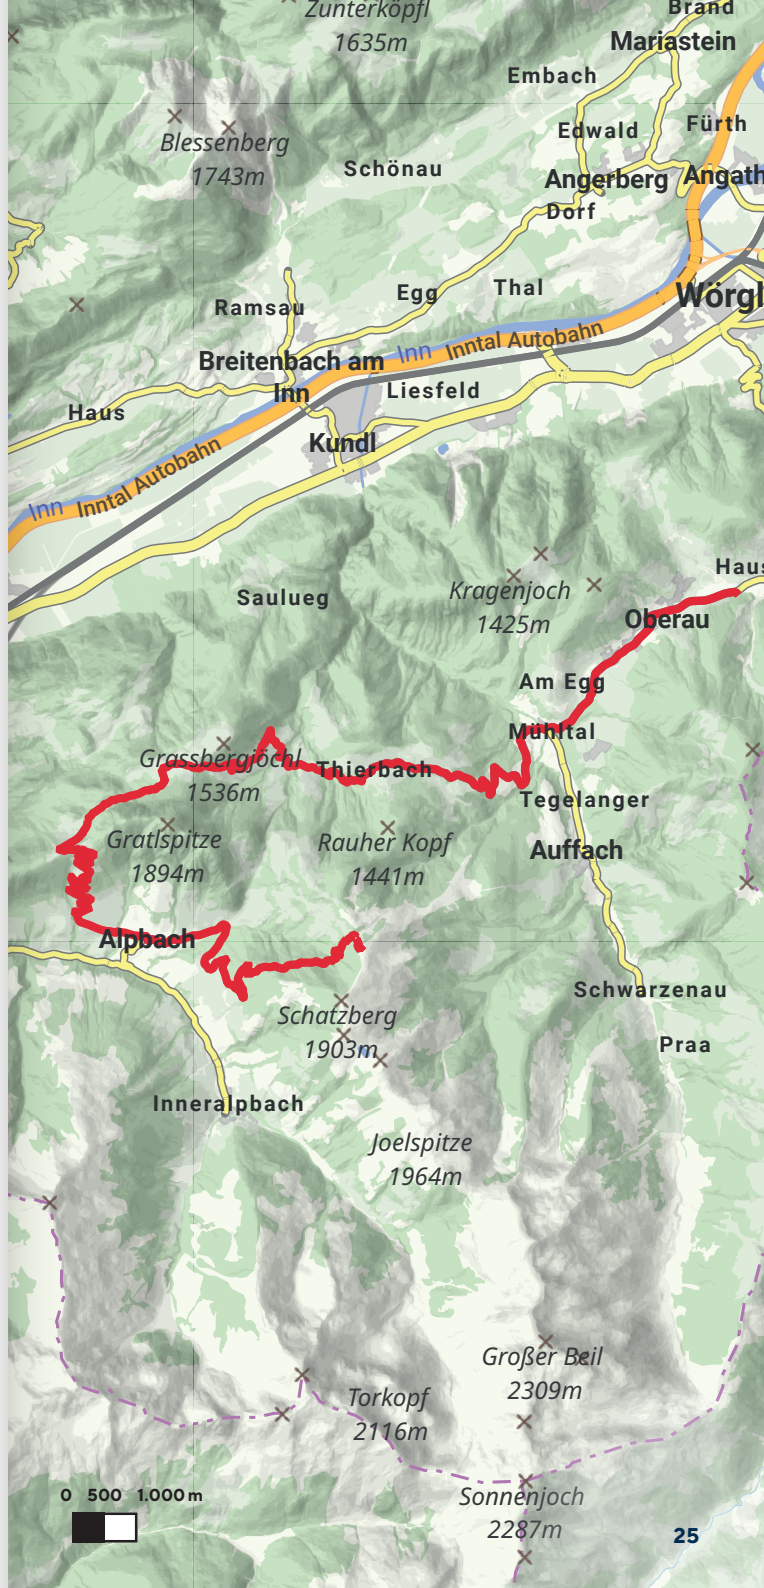 Zunterköpfl
1635m
Brand
Mariastein
Embach
Edwald
Fürth
Blessenberg
1743m
Schönau
Angerberg
Angath
Dorf
Egg
Thal
Ramsau
Wörgl
Inn
Inntal Autobahn
Breitenbach am
Inn
Liesfeld
Haus
Kundl
Inn
Inntal Autobahn
Haus
Kragenjoch
1425m
Saulueg
Oberau
Am Egg
Mühltal
Grassbergjöchl
1536m
Thierbach
Tegelanger
Gratlspitze
1894m
Rauher Kopf
1441m
Auffach
Alpbach
Schwarzenau
Schatzberg
1903m
Praa
Inneralpbach
Joelspitze
1964m
Großer Beil
2309m
Torkopf
2116m
0 500 1.000 m
Sonnenjoch
2287m
25